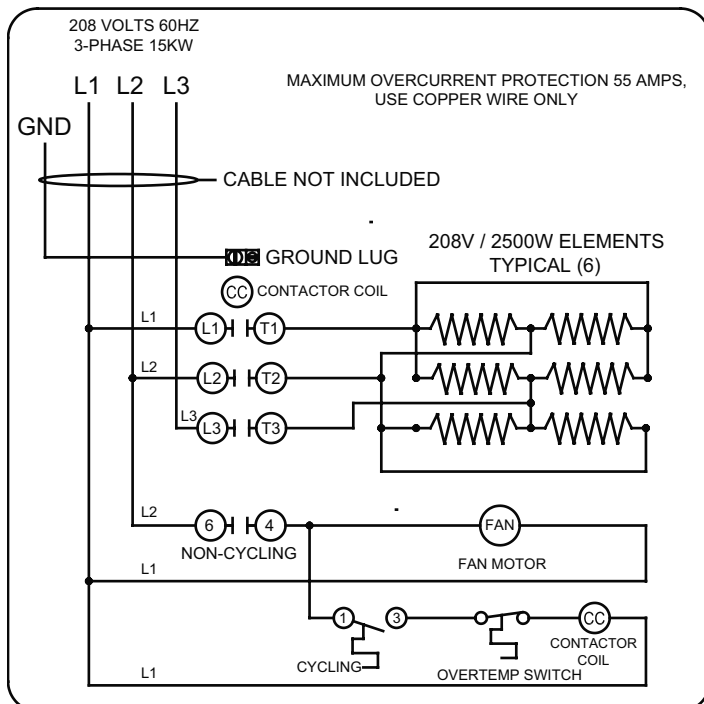 208 VOLTS 60HZ
3-PHASE 15KW
L1 L2 L3
MAXIMUM OVERCURRENT PROTECTION 55 AMPS,
USE COPPER WIRE ONLY
GND
CABLE NOT INCLUDED
GROUND LUG
208V / 2500W ELEMENTS
TYPICAL (6)
CC CONTACTOR COIL
L1 L1 T1
L2 L2 T2
L3 L3 T3
L2 6 4 FAN
NON-CYCLING
FAN MOTOR
L1
1 3 CC
CONTACTOR
COIL
CYCLING
OVERTEMP SWITCH
L1